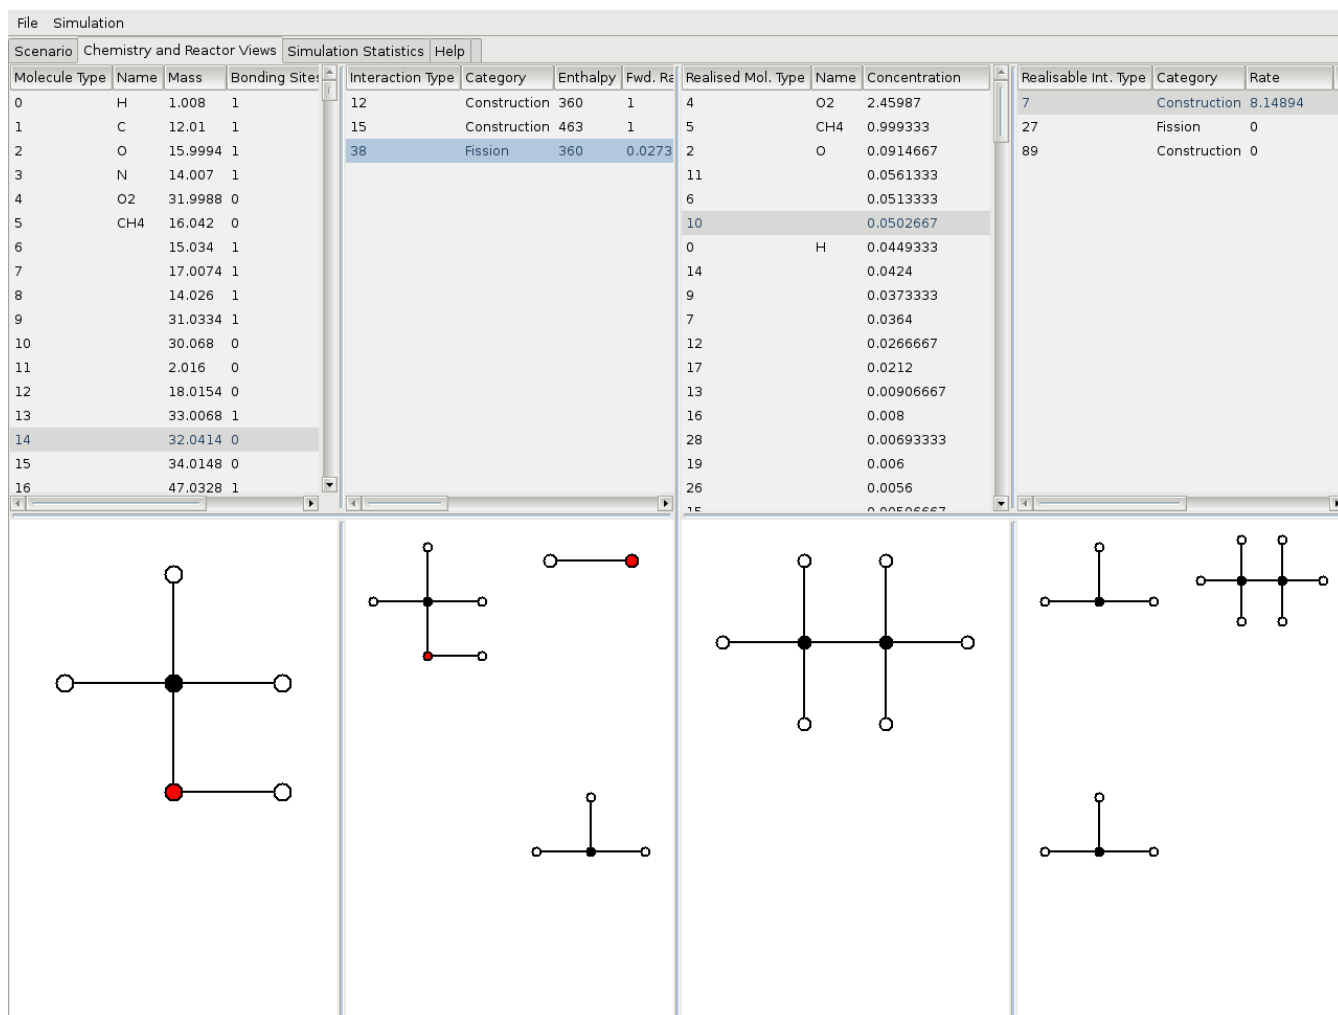 File Simulation
Scenario Chemistry and Reactor Views Simulation Statistics Help
Molecule Type Name Mass Bonding Sites Interaction Type Category Enthalpy Fwd. Ra Realised Mol. Type Name Concentration Realisable Int. Type Category Rate
0 H 1.008 1 12 Construction 360 1 4 O2 2.45987 7 Construction 8.14894
1 C 12.01 1 15 Construction 463 1 5 CH4 0.999333 27 Fission 0
2 O 15.9994 1 38 Fission 360 0.0273 2 O 0.0914667 89 Construction 0
3 N 14.007 1 11 0.0561333
4 O2 31.9988 0 6 0.0513333
5 CH4 16.042 0 10 0.0502667
6 15.034 1 0 H 0.0449333
7 17.0074 1 14 0.0424
8 14.026 1 9 0.0373333
9 31.0334 1 7 0.0364
10 30.068 0 12 0.0266667
11 2.016 0 17 0.0212
12 18.0154 0 13 0.00906667
13 33.0068 1 16 0.008
14 32.0414 0 28 0.00693333
15 34.0148 0 19 0.006
16 47.0328 1 26 0.0056
15 0.00506667